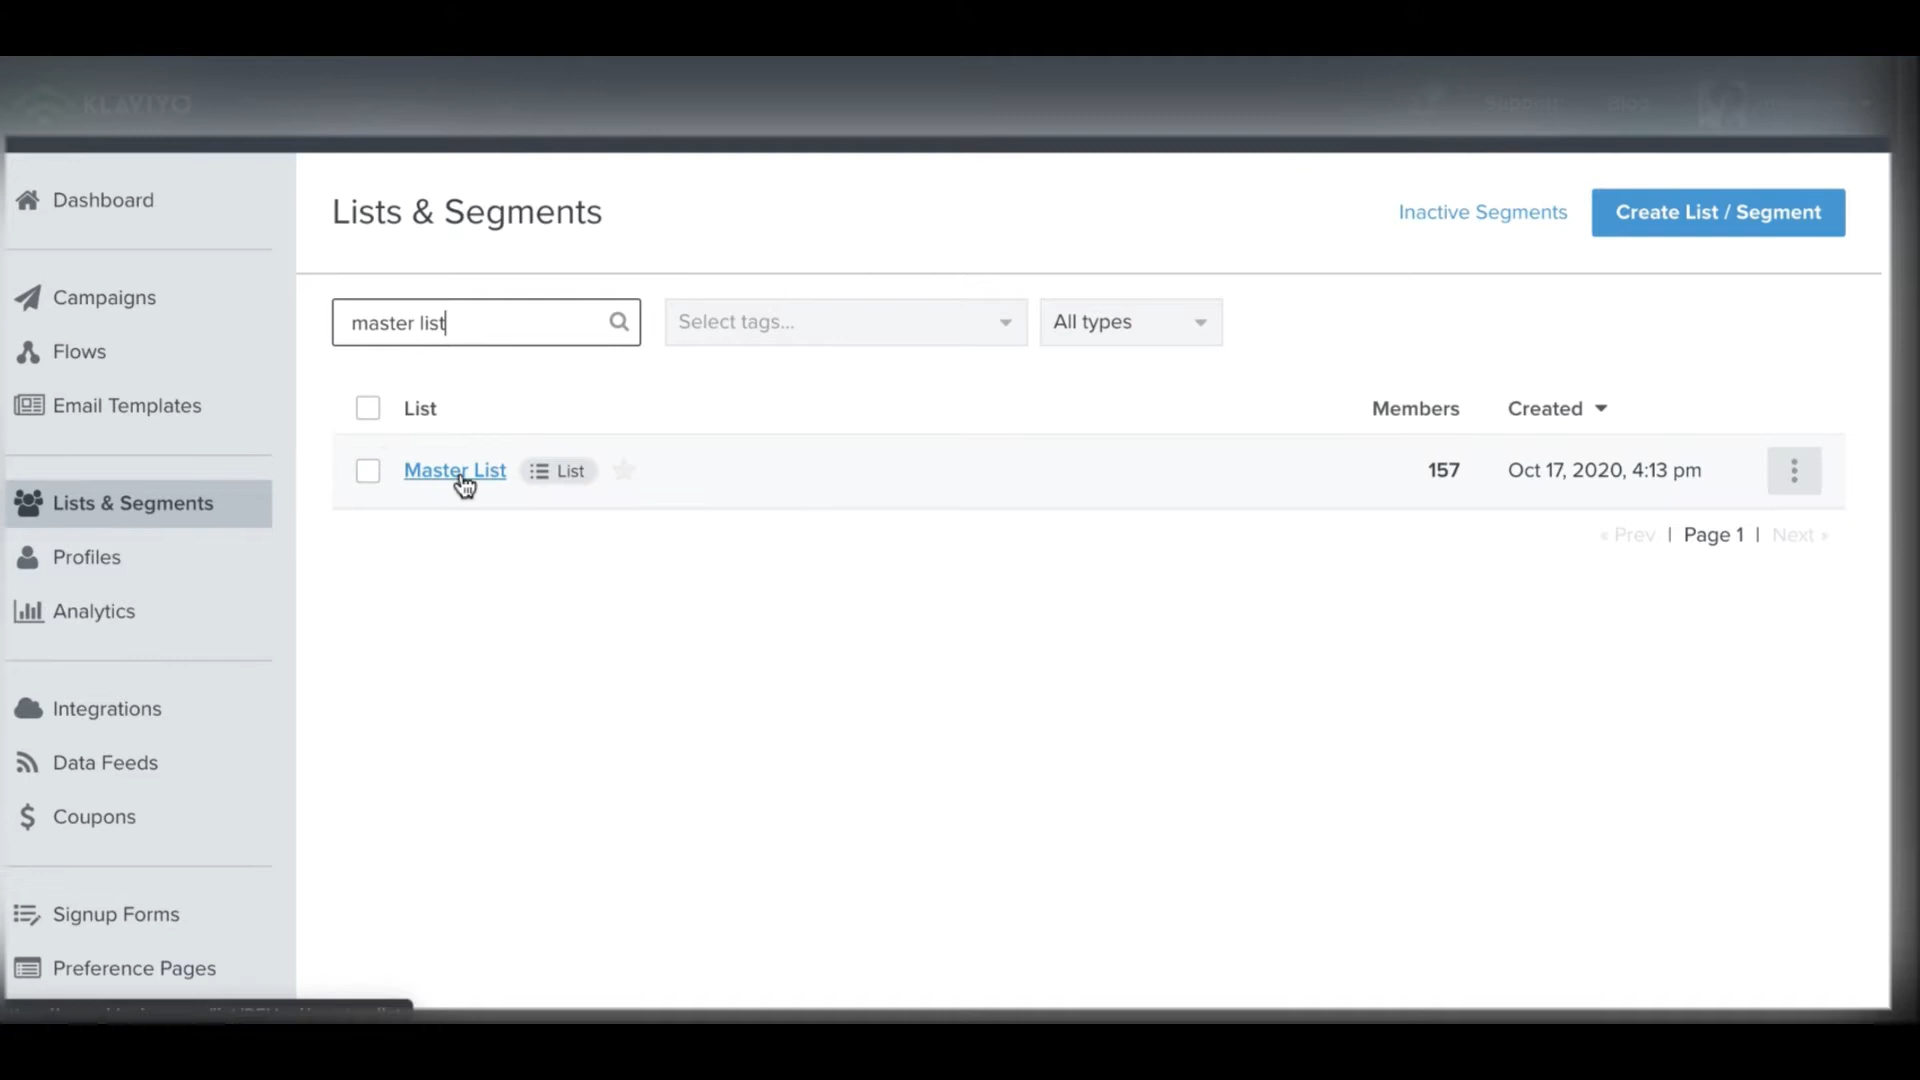 KLAVIYO
Support
Blog
Dashboard
Campaigns
Flows
Email Templates
Lists & Segments
Profiles
Analytics
Integrations
Data Feeds
Coupons
Signup Forms
Preference Pages
Lists & Segments
Inactive Segments
Create List / Segment
master list
Select tags...
All types
List
Members
Created
Master List
List
157
Oct 17, 2020, 4:13 pm
« Prev | Page 1 | Next »